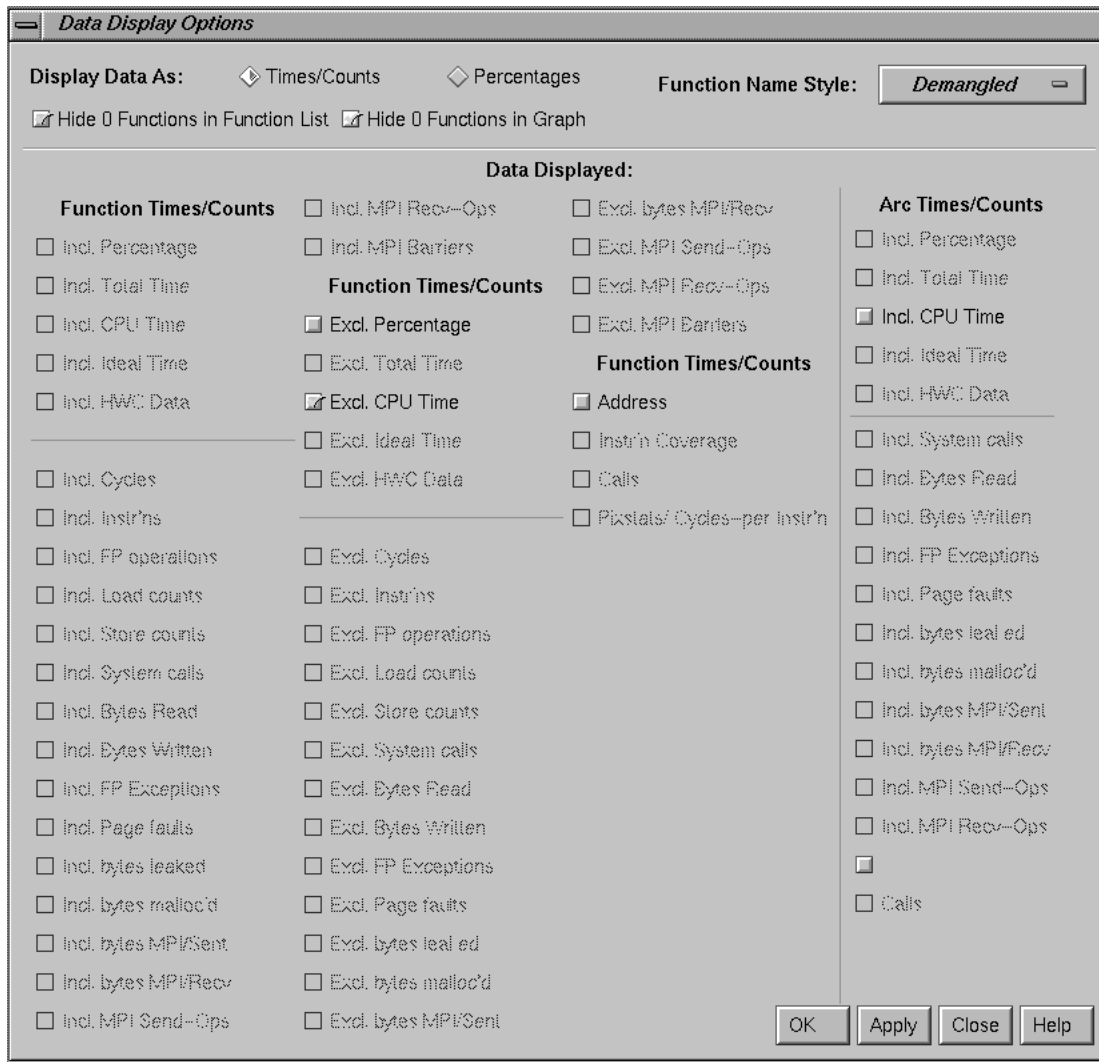 Data Display Options
Display Data As: Times/Counts Percentages Function Name Style: Demangled
Hide 0 Functions in Function List Hide 0 Functions in Graph
Data Displayed:
Function Times/Counts
Incl. Percentage
Incl. Total Time
Incl. CPU Time
Incl. Ideal Time
Incl. HWC Data
Incl. Cycles
Incl. Instr'ns
Incl. FP operations
Incl. Load counts
Incl. Store counts
Incl. System calls
Incl. Bytes Read
Incl. Bytes Written
Incl. FP Exceptions
Incl. Page faults
Incl. bytes leaked
Incl. bytes malloc'd
Incl. bytes MPI/Sent
Incl. bytes MPI/Recv
Incl. MPI Send-Ops
Incl. MPI Recv-Ops
Incl. MPI Barriers
Function Times/Counts
Excl. Percentage
Excl. Total Time
Excl. CPU Time
Excl. Ideal Time
Excl. HWC Data
Excl. Cycles
Excl. Instr'ns
Excl. FP operations
Excl. Load counts
Excl. Store counts
Excl. System calls
Excl. Bytes Read
Excl. Bytes Written
Excl. FP Exceptions
Excl. Page faults
Excl. bytes leaked
Excl. bytes malloc'd
Excl. bytes MPI/Sent
Excl. bytes MPI/Recv
Excl. MPI Send-Ops
Excl. MPI Recv-Ops
Excl. MPI Barriers
Function Times/Counts
Address
Instr'n Coverage
Calls
Pixstats/ Cycles-per Instr'n
Arc Times/Counts
Incl. Percentage
Incl. Total Time
Incl. CPU Time
Incl. Ideal Time
Incl. HWC Data
Incl. System calls
Incl. Bytes Read
Incl. Bytes Written
Incl. FP Exceptions
Incl. Page faults
Incl. bytes leaked
Incl. bytes malloc'd
Incl. bytes MPI/Sent
Incl. bytes MPI/Recv
Incl. MPI Send-Ops
Incl. MPI Recv-Ops
Calls
OK Apply Close Help